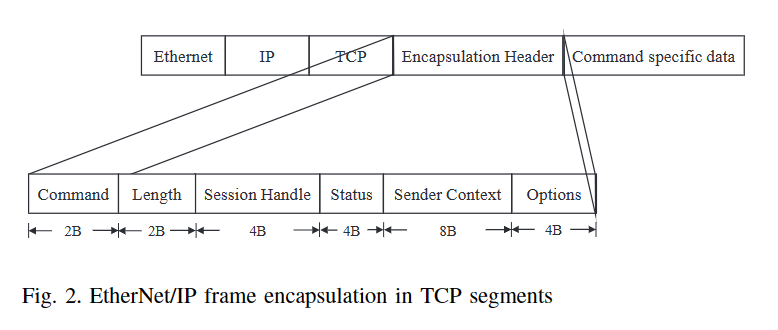 Ethernet IP TCP Encapsulation Header Command specific data
Command Length Session Handle Status Sender Context Options
2B 2B 4B 4B 8B 4B
Fig. 2. EtherNet/IP frame encapsulation in TCP segments